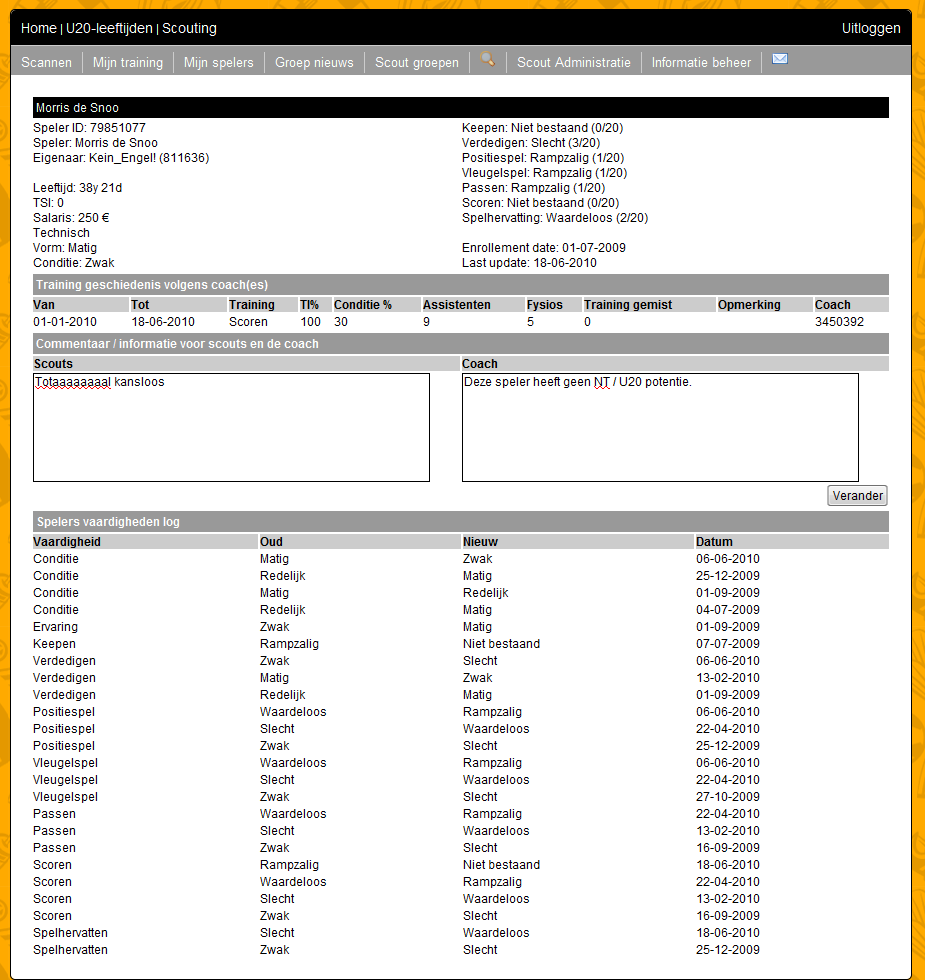 Home | U20-leeftijden | Scouting Uitloggen
Scannen Mijn training Mijn spelers Groep nieuws Scout groepen Scout Administratie Informatie beheer
Morris de Snoo
Speler ID: 79851077 Keepen: Niet bestaand (0/20)
Speler: Morris de Snoo Verdedigen: Slecht (3/20)
Eigenaar: Kein_Engel! (811636) Positiespel: Rampzalig (1/20)
Vleugelspel: Rampzalig (1/20)
Leeftijd: 38y 21d Passen: Rampzalig (1/20)
TSI: 0 Scoren: Niet bestaand (0/20)
Salaris: 250 € Spelhervatting: Waardeloos (2/20)
Technisch
Vorm: Matig Enrollement date: 01-07-2009
Conditie: Zwak Last update: 18-06-2010
Training geschiedenis volgens coach(es)
Van Tot Training TI% Conditie % Assistenten Fysios Training gemist Opmerking Coach
01-01-2010 18-06-2010 Scoren 100 30 9 5 0 3450392
Commentaar / informatie voor scouts en de coach
Scouts Coach
Totaaaaaaaal kansloos Deze speler heeft geen NT / U20 potentie.
Verander
Spelers vaardigheden log
Vaardigheid Oud Nieuw Datum
Conditie Matig Zwak 06-06-2010
Conditie Redelijk Matig 25-12-2009
Conditie Matig Redelijk 01-09-2009
Conditie Redelijk Matig 04-07-2009
Ervaring Zwak Matig 01-09-2009
Keepen Rampzalig Niet bestaand 07-07-2009
Verdedigen Zwak Slecht 06-06-2010
Verdedigen Matig Zwak 13-02-2010
Verdedigen Redelijk Matig 01-09-2009
Positiespel Waardeloos Rampzalig 06-06-2010
Positiespel Slecht Waardeloos 22-04-2010
Positiespel Zwak Slecht 25-12-2009
Vleugelspel Waardeloos Rampzalig 06-06-2010
Vleugelspel Slecht Waardeloos 22-04-2010
Vleugelspel Zwak Slecht 27-10-2009
Passen Waardeloos Rampzalig 22-04-2010
Passen Slecht Waardeloos 13-02-2010
Passen Zwak Slecht 16-09-2009
Scoren Rampzalig Niet bestaand 18-06-2010
Scoren Waardeloos Rampzalig 22-04-2010
Scoren Slecht Waardeloos 13-02-2010
Scoren Zwak Slecht 16-09-2009
Spelhervatten Slecht Waardeloos 18-06-2010
Spelhervatten Zwak Slecht 25-12-2009